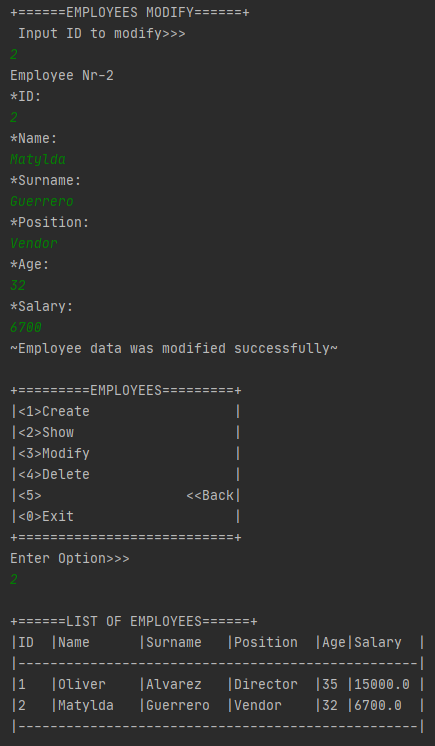 +======EMPLOYEES MODIFY======+
 Input ID to modify>>>
2
Employee Nr-2
*ID:
2
*Name:
Matylda
*Surname:
Guerrero
*Position:
Vendor
*Age:
32
*Salary:
6700
~Employee data was modified successfully~

+=========EMPLOYEES=========+
|<1>Create                  |
|<2>Show                    |
|<3>Modify                  |
|<4>Delete                  |
|<5>                  <<Back|
|<0>Exit                    |
+===========================+
Enter Option>>>
2

+======LIST OF EMPLOYEES======+
|ID  |Name      |Surname   |Position  |Age|Salary  |
|--------------------------------------------------|
|1   |Oliver    |Alvarez   |Director  |35 |15000.0 |
|2   |Matylda   |Guerrero  |Vendor    |32 |6700.0  |
|--------------------------------------------------|